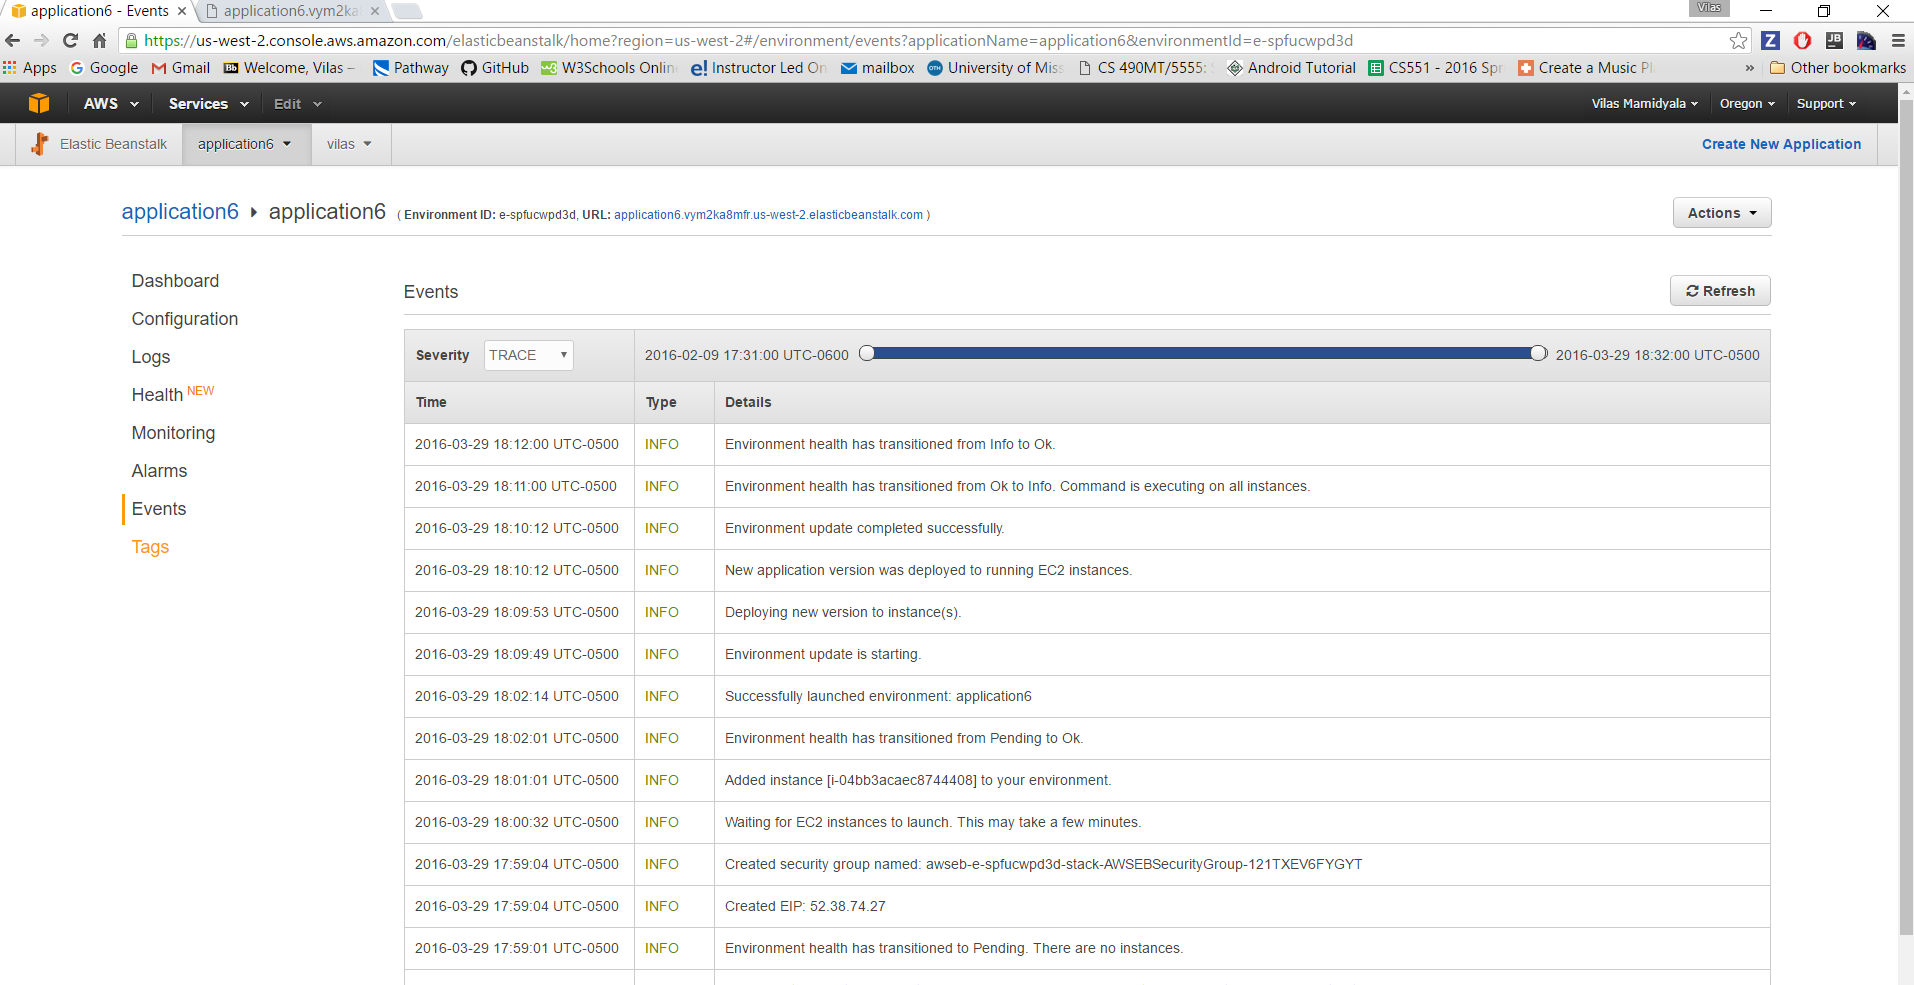 application6 - Events
application6.vym2ka
Vilas
https://us-west-2.console.aws.amazon.com/elasticbeanstalk/home?region=us-west-2#/environment/events?applicationName=application6&environmentId=e-spfucwpd3d
Apps Google Gmail Welcome, Vilas – Pathway GitHub W3Schools Onlin Instructor Led On mailbox University of Miss CS 490MT/5555: Android Tutorial CS551 - 2016 Spr Create a Music Pl » Other bookmarks
AWS Services Edit Vilas Mamidyala Oregon Support
Elastic Beanstalk application6 vilas Create New Application
application6 application6 ( Environment ID: e-spfucwpd3d, URL: application6.vym2ka8mfr.us-west-2.elasticbeanstalk.com )
Actions
Dashboard
Configuration
Logs
Health NEW
Monitoring
Alarms
Events
Tags
Events
Refresh
Severity TRACE 2016-02-09 17:31:00 UTC-0600 2016-03-29 18:32:00 UTC-0500
Time Type Details
2016-03-29 18:12:00 UTC-0500 INFO Environment health has transitioned from Info to Ok.
2016-03-29 18:11:00 UTC-0500 INFO Environment health has transitioned from Ok to Info. Command is executing on all instances.
2016-03-29 18:10:12 UTC-0500 INFO Environment update completed successfully.
2016-03-29 18:10:12 UTC-0500 INFO New application version was deployed to running EC2 instances.
2016-03-29 18:09:53 UTC-0500 INFO Deploying new version to instance(s).
2016-03-29 18:09:49 UTC-0500 INFO Environment update is starting.
2016-03-29 18:02:14 UTC-0500 INFO Successfully launched environment: application6
2016-03-29 18:02:01 UTC-0500 INFO Environment health has transitioned from Pending to Ok.
2016-03-29 18:01:01 UTC-0500 INFO Added instance [i-04bb3acaec8744408] to your environment.
2016-03-29 18:00:32 UTC-0500 INFO Waiting for EC2 instances to launch. This may take a few minutes.
2016-03-29 17:59:04 UTC-0500 INFO Created security group named: awseb-e-spfucwpd3d-stack-AWSEBSecurityGroup-121TXEV6FYGYT
2016-03-29 17:59:04 UTC-0500 INFO Created EIP: 52.38.74.27
2016-03-29 17:59:01 UTC-0500 INFO Environment health has transitioned to Pending. There are no instances.